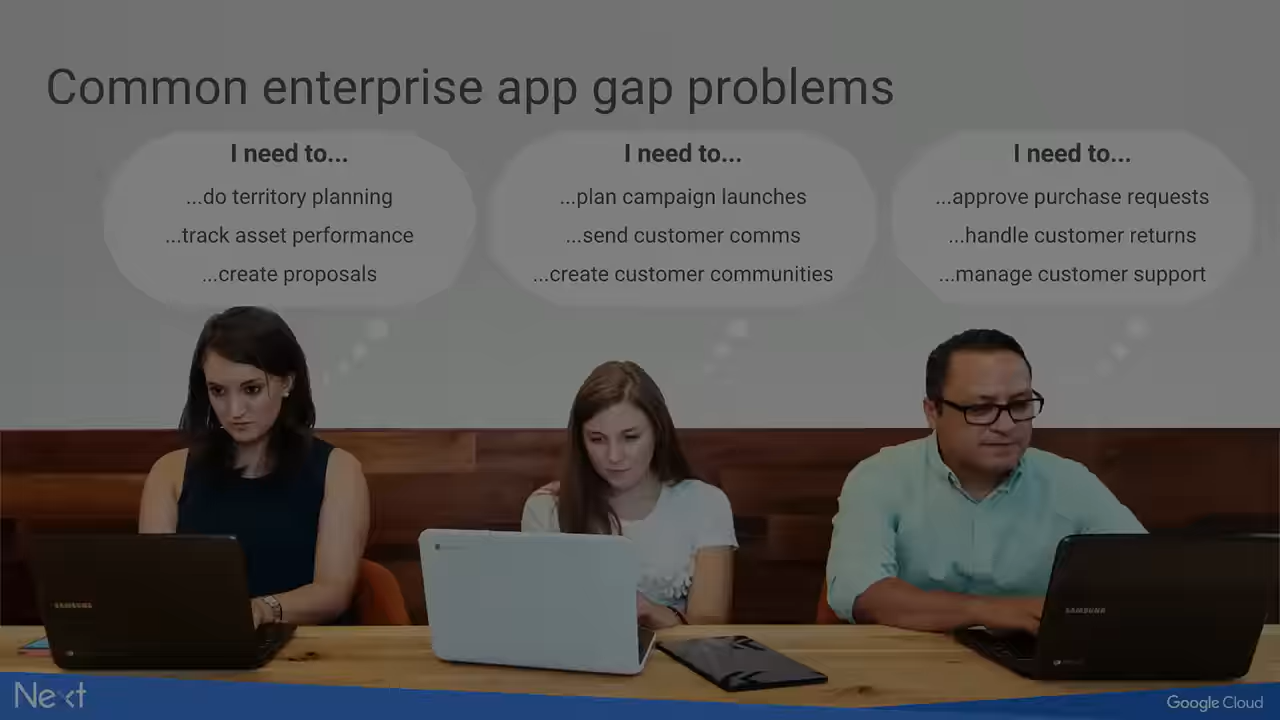 Common enterprise app gap problems
I need to...
...do territory planning
...track asset performance
...create proposals
I need to...
...plan campaign launches
...send customer comms
...create customer communities
I need to...
...approve purchase requests
...handle customer returns
...manage customer support
SAMSUNG
SAMSUNG
Next
Google Cloud